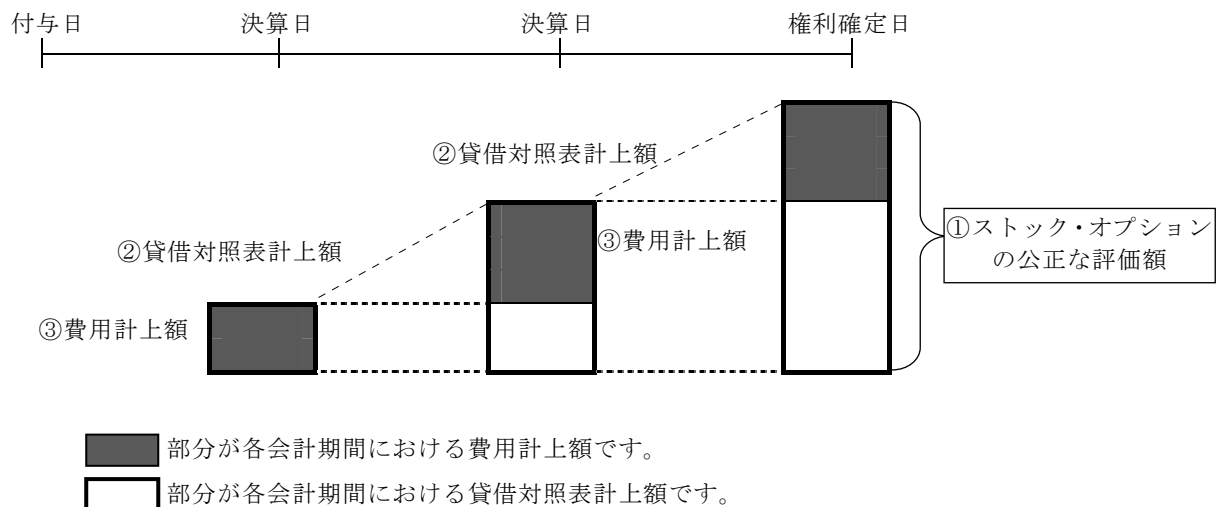 付与日 決算日 決算日 権利確定日
②貸借対照表計上額
②貸借対照表計上額
③費用計上額
①ストック・オプション
の公正な評価額
③費用計上額
部分が各会計期間における費用計上額です。
部分が各会計期間における貸借対照表計上額です。